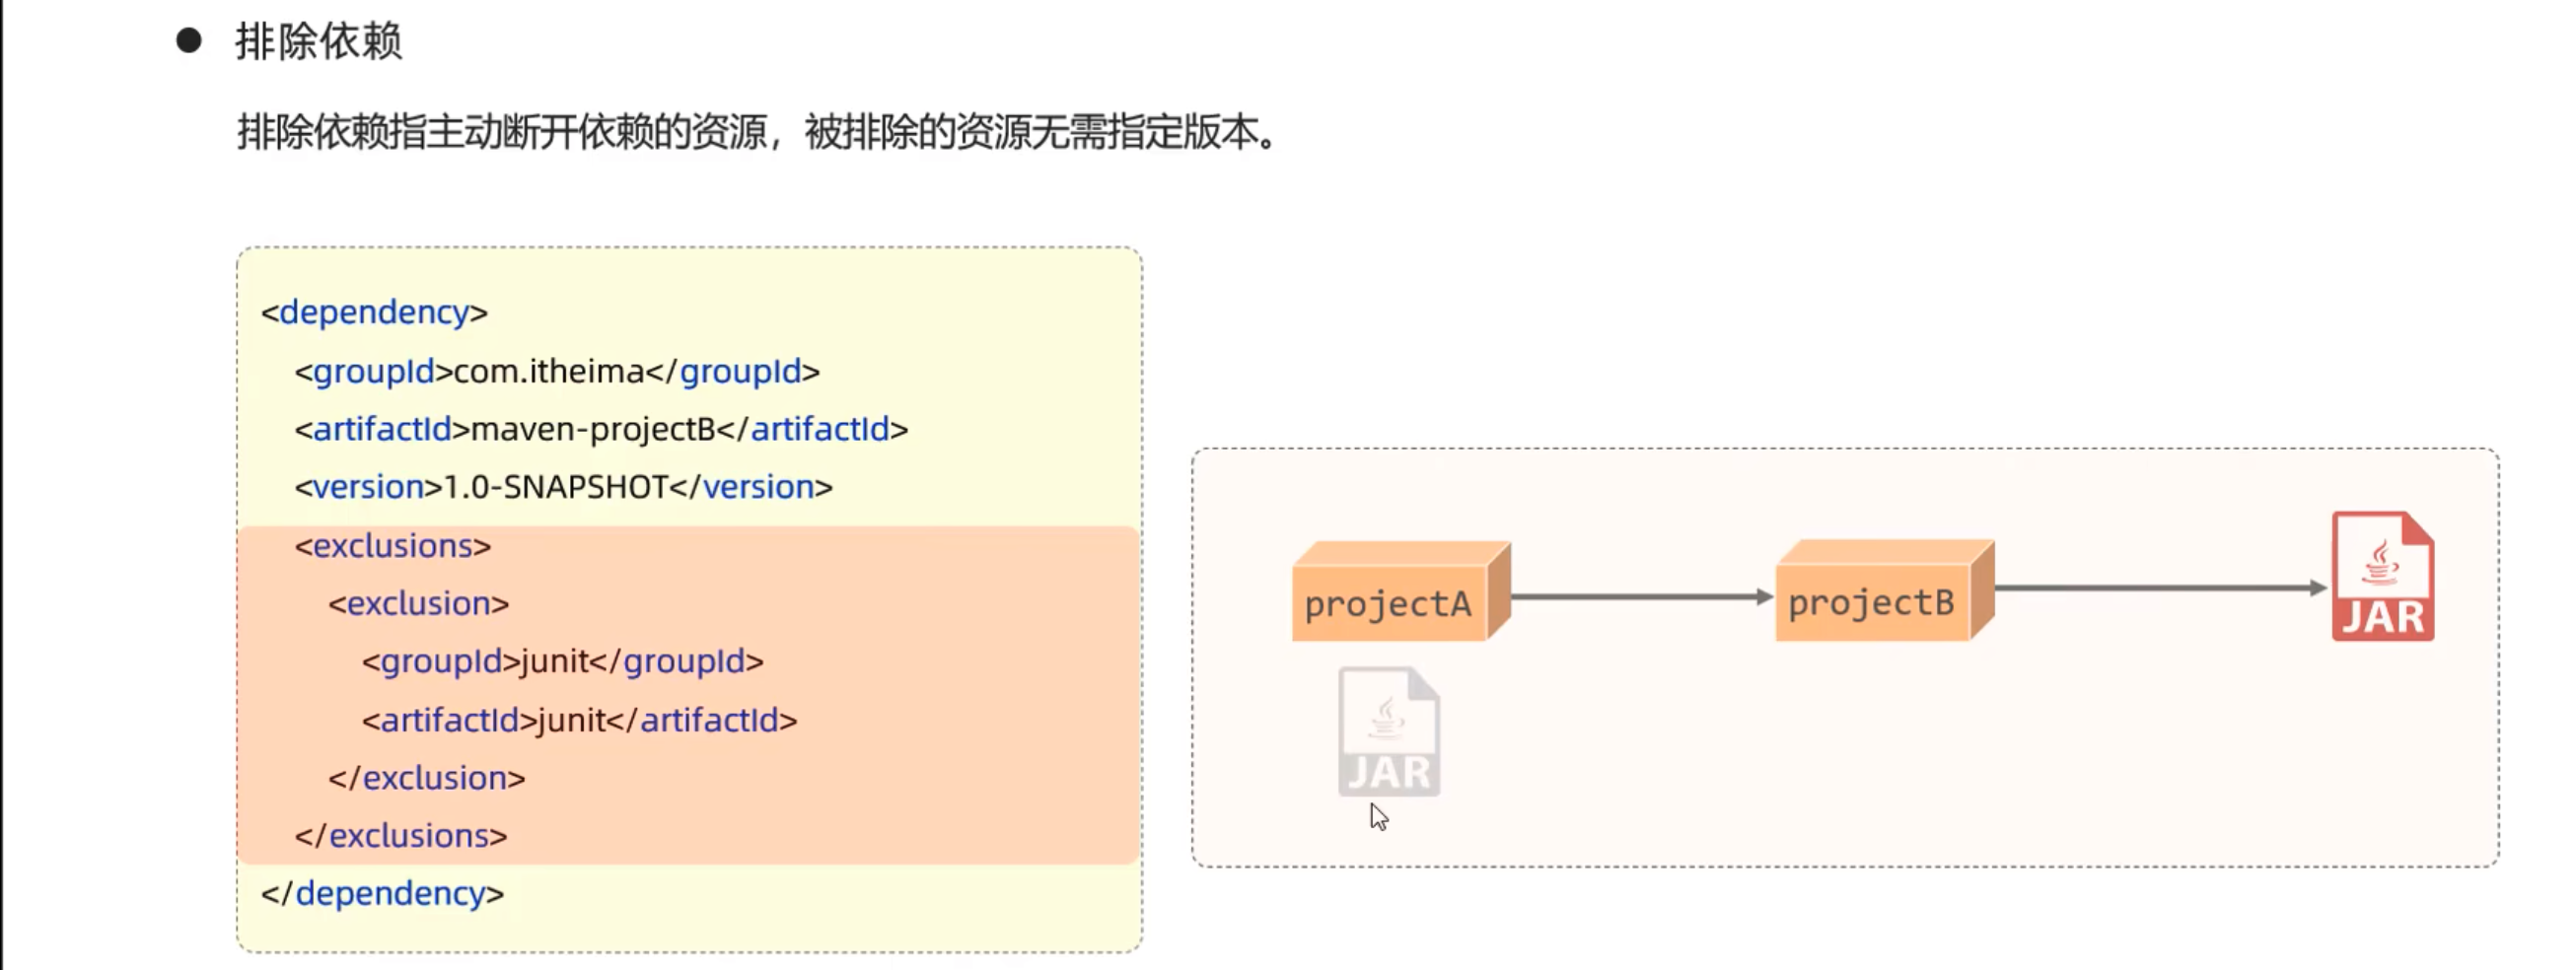 排除依赖
排除依赖指主动断开依赖的资源，被排除的资源无需指定版本。
<dependency>
<groupId>com.itheima</groupId>
<artifactId>maven-projectB</artifactId>
<version>1.0-SNAPSHOT</version>
<exclusions>
<exclusion>
<groupId>junit</groupId>
<artifactId>junit</artifactId>
</exclusion>
</exclusions>
</dependency>
projectA
projectB
JAR
JAR